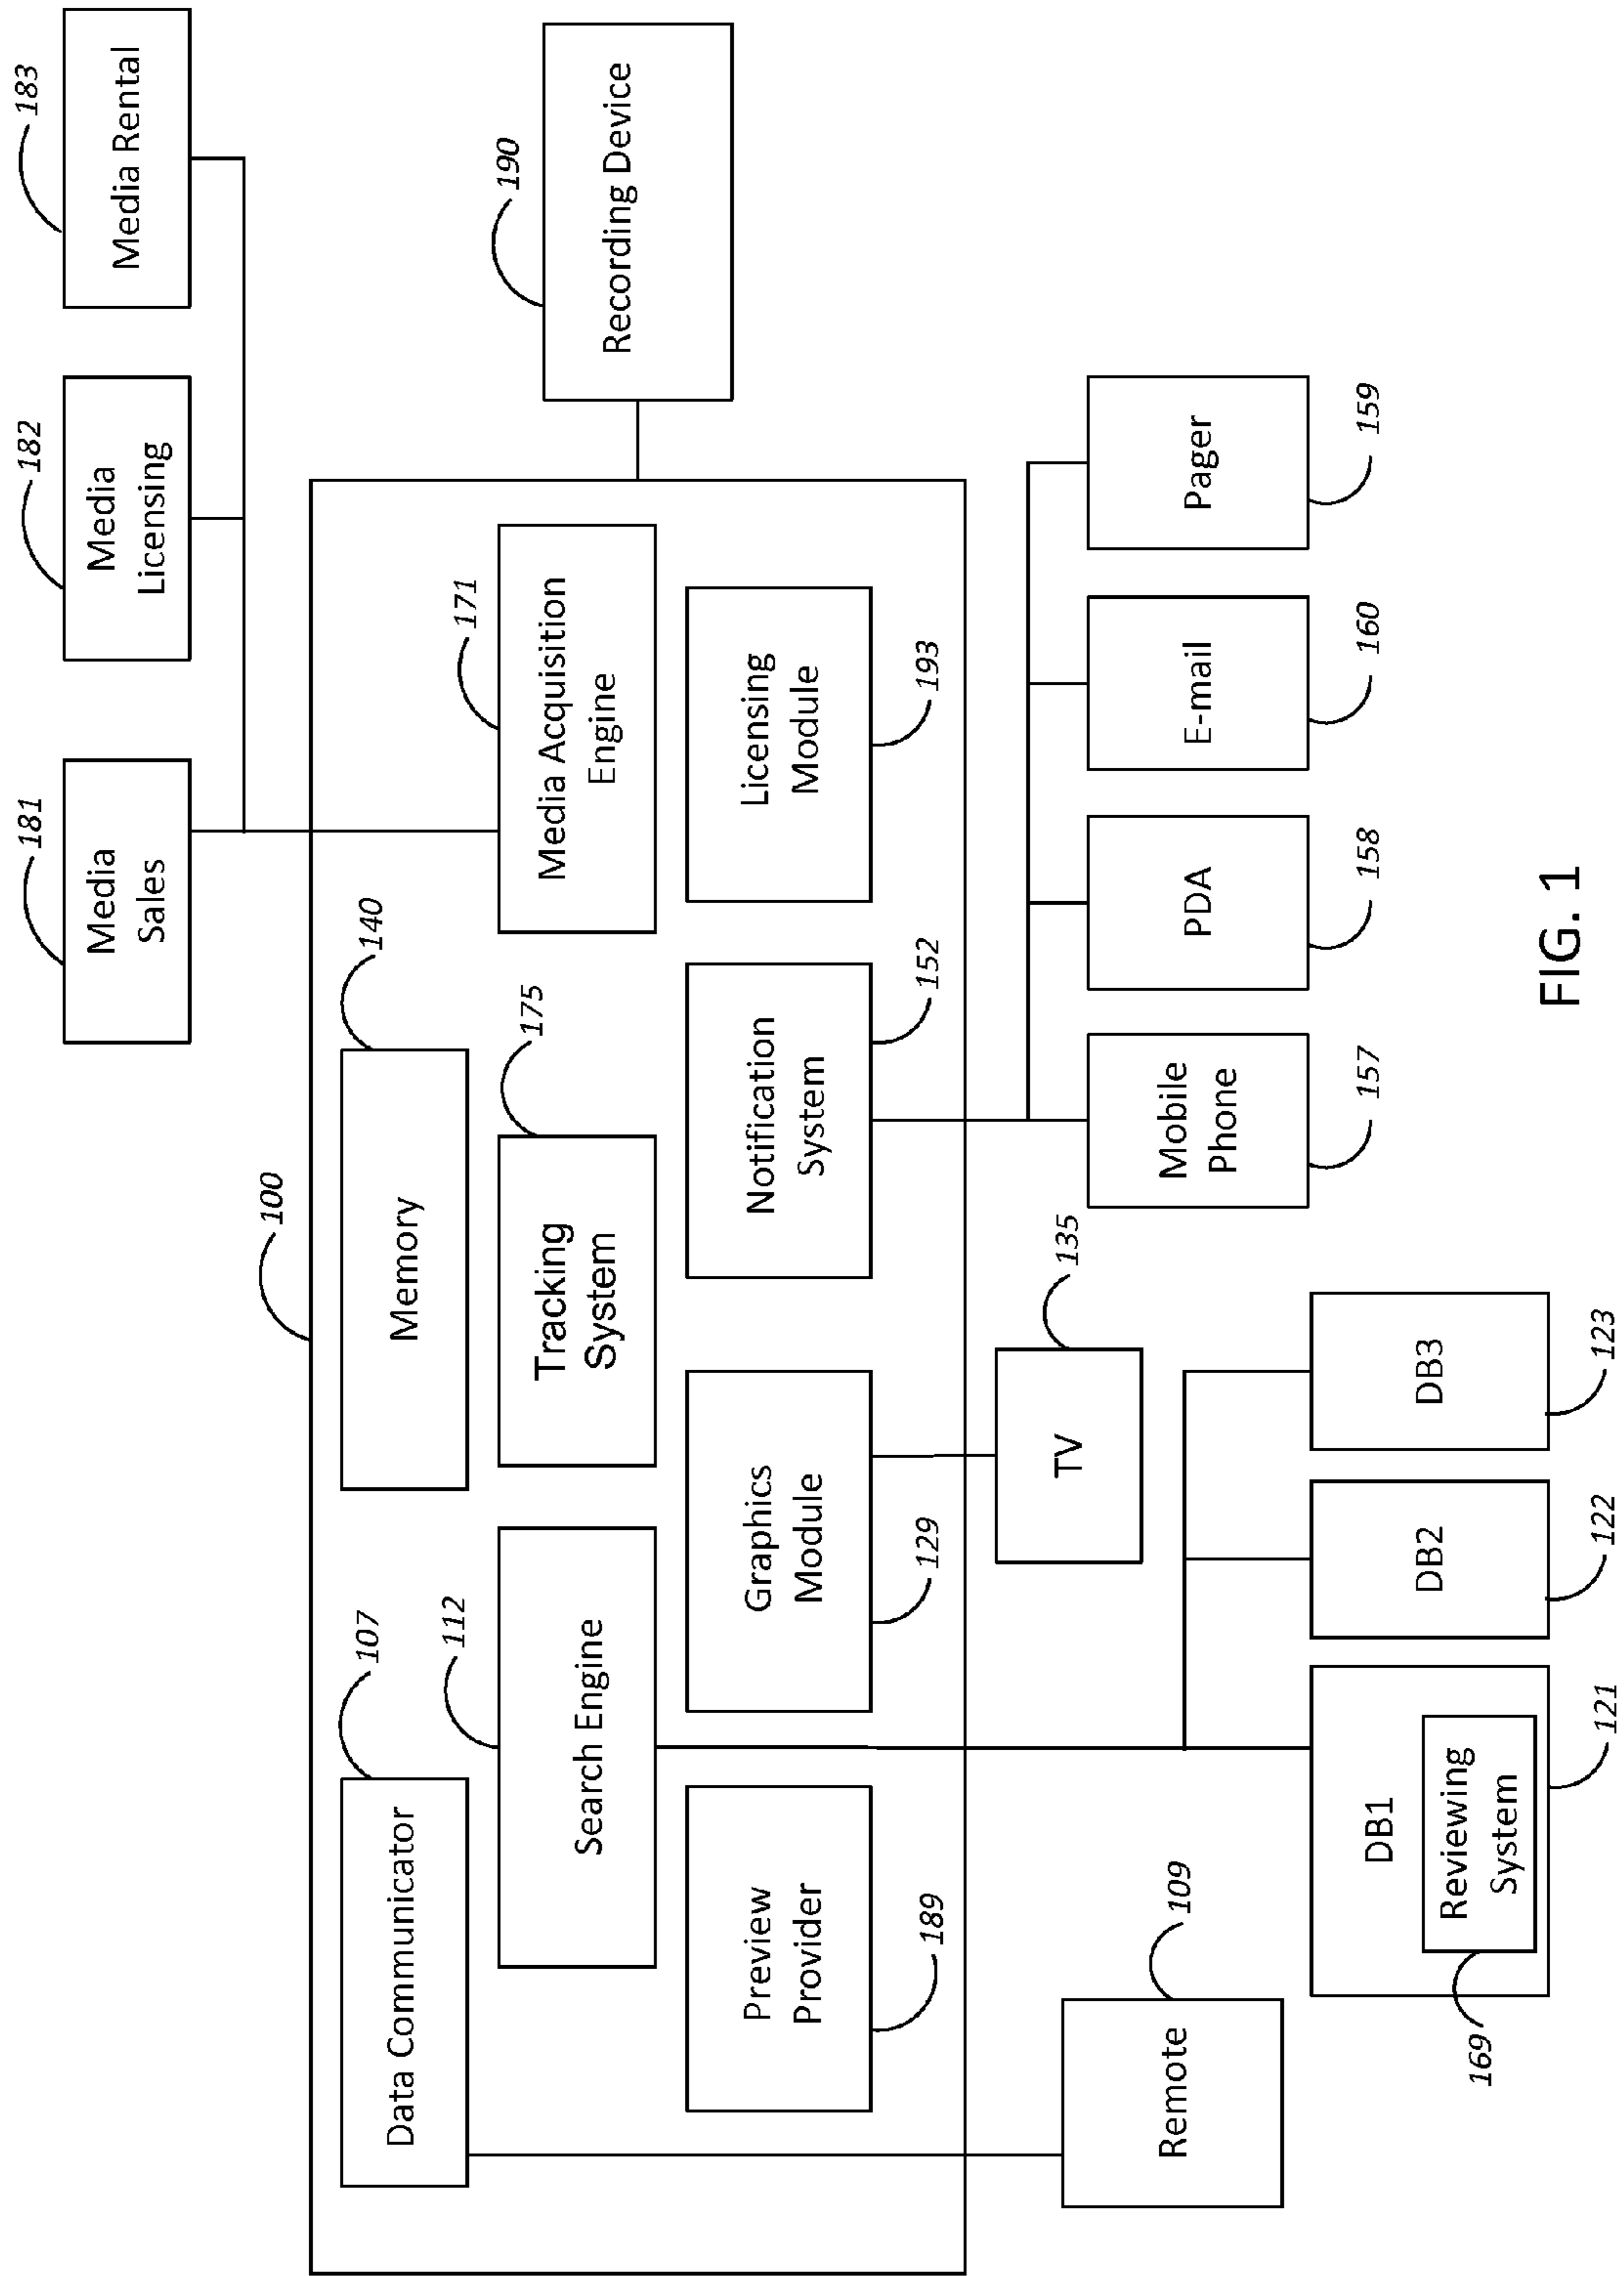 181
Media
Sales
182
Media
Licensing
183
Media Rental
100
107
Data Communicator
140
Memory
112
Search Engine
175
Tracking
System
171
Media Acquisition
Engine
190
Recording Device
Preview
Provider
189
Graphics
Module
129
Notification
System
152
Licensing
Module
193
Remote
109
TV
135
Mobile
Phone
157
PDA
158
E-mail
160
Pager
159
DB1
Reviewing
System
169
121
DB2
122
DB3
123
FIG. 1